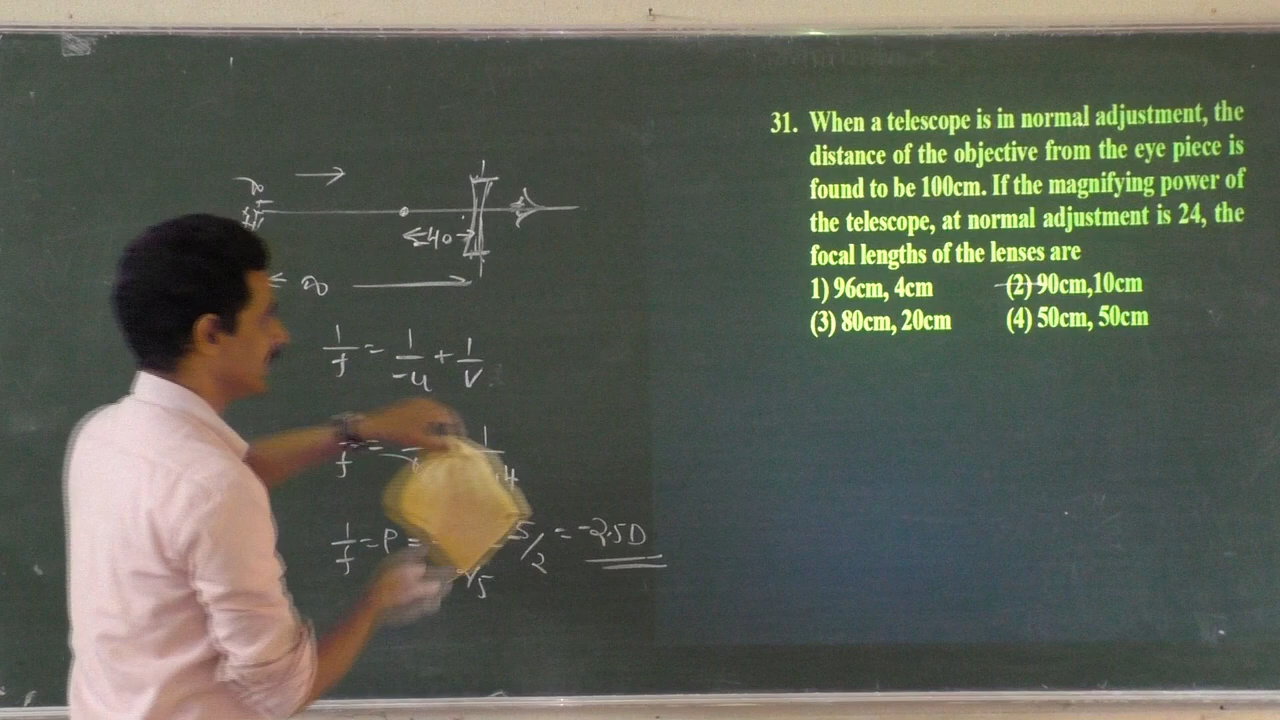 ∞
40
∞
1/f = 1/-u + 1/v
1/f =
1/f = P = 5/2 = -2.5D
31. When a telescope is in normal adjustment, the
distance of the objective from the eye piece is
found to be 100cm. If the magnifying power of
the telescope, at normal adjustment is 24, the
focal lengths of the lenses are
1) 96cm, 4cm (2) 90cm,10cm
(3) 80cm, 20cm (4) 50cm, 50cm